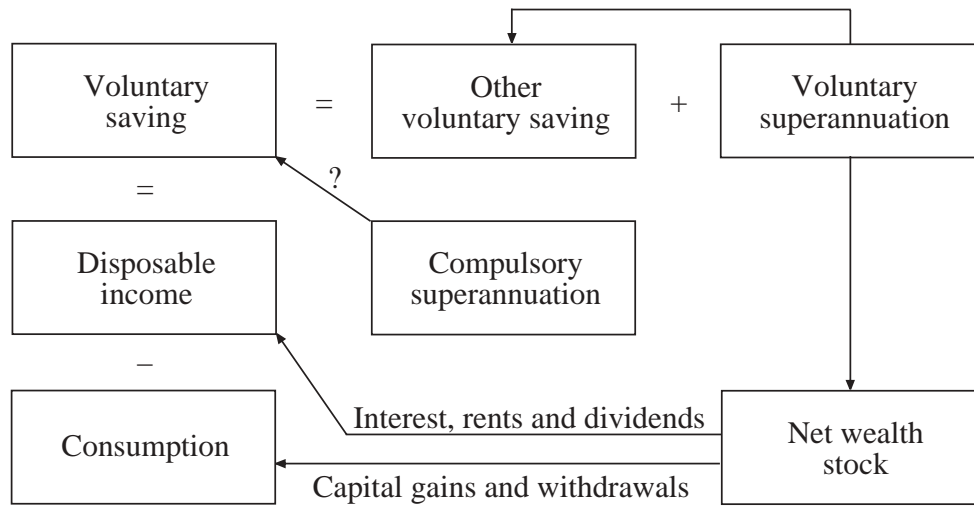 Voluntary
saving
=
Other
voluntary saving
+
Voluntary
superannuation
=
?
Disposable
income
Compulsory
superannuation
–
Consumption
Interest, rents and dividends
Capital gains and withdrawals
Net wealth
stock